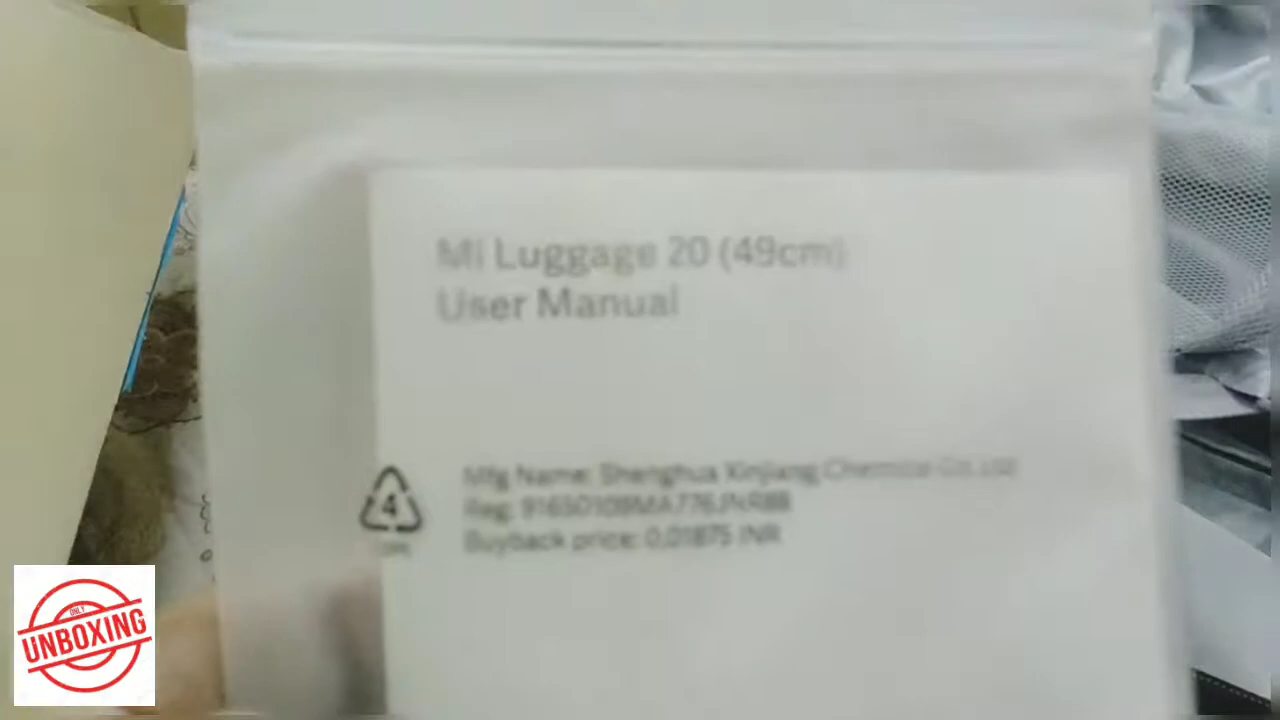 Mi Luggage 20 (49cm)
User Manual
Mfg Name: Shenghua Xinjiang Chemical Co. Ltd
4
Reg:
Buyback price: 0,01875 INR
ONLY
UNBOXING